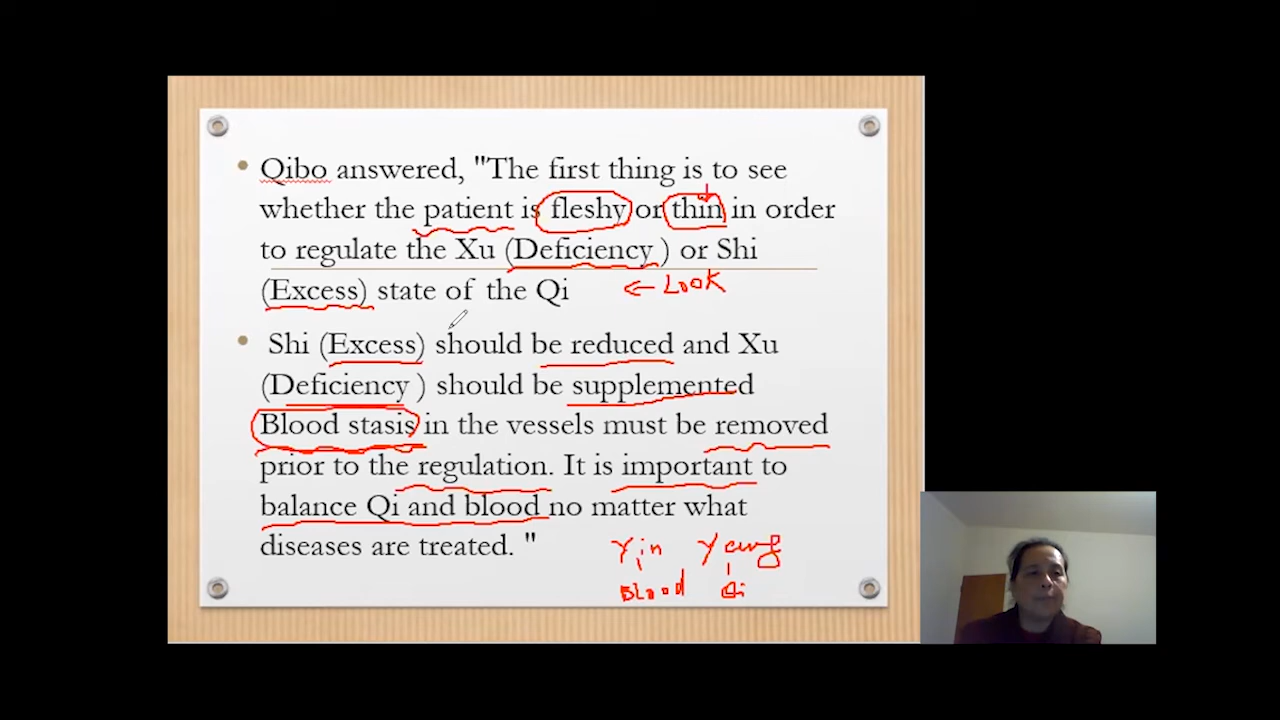 Qibo answered, "The first thing is to see
whether the patient is fleshy or thin in order
to regulate the Xu (Deficiency ) or Shi
(Excess) state of the Qi
← Look
Shi (Excess) should be reduced and Xu
(Deficiency ) should be supplemented
Blood stasis in the vessels must be removed
prior to the regulation. It is important to
balance Qi and blood no matter what
diseases are treated. "
Yin Yang
Blood Qi